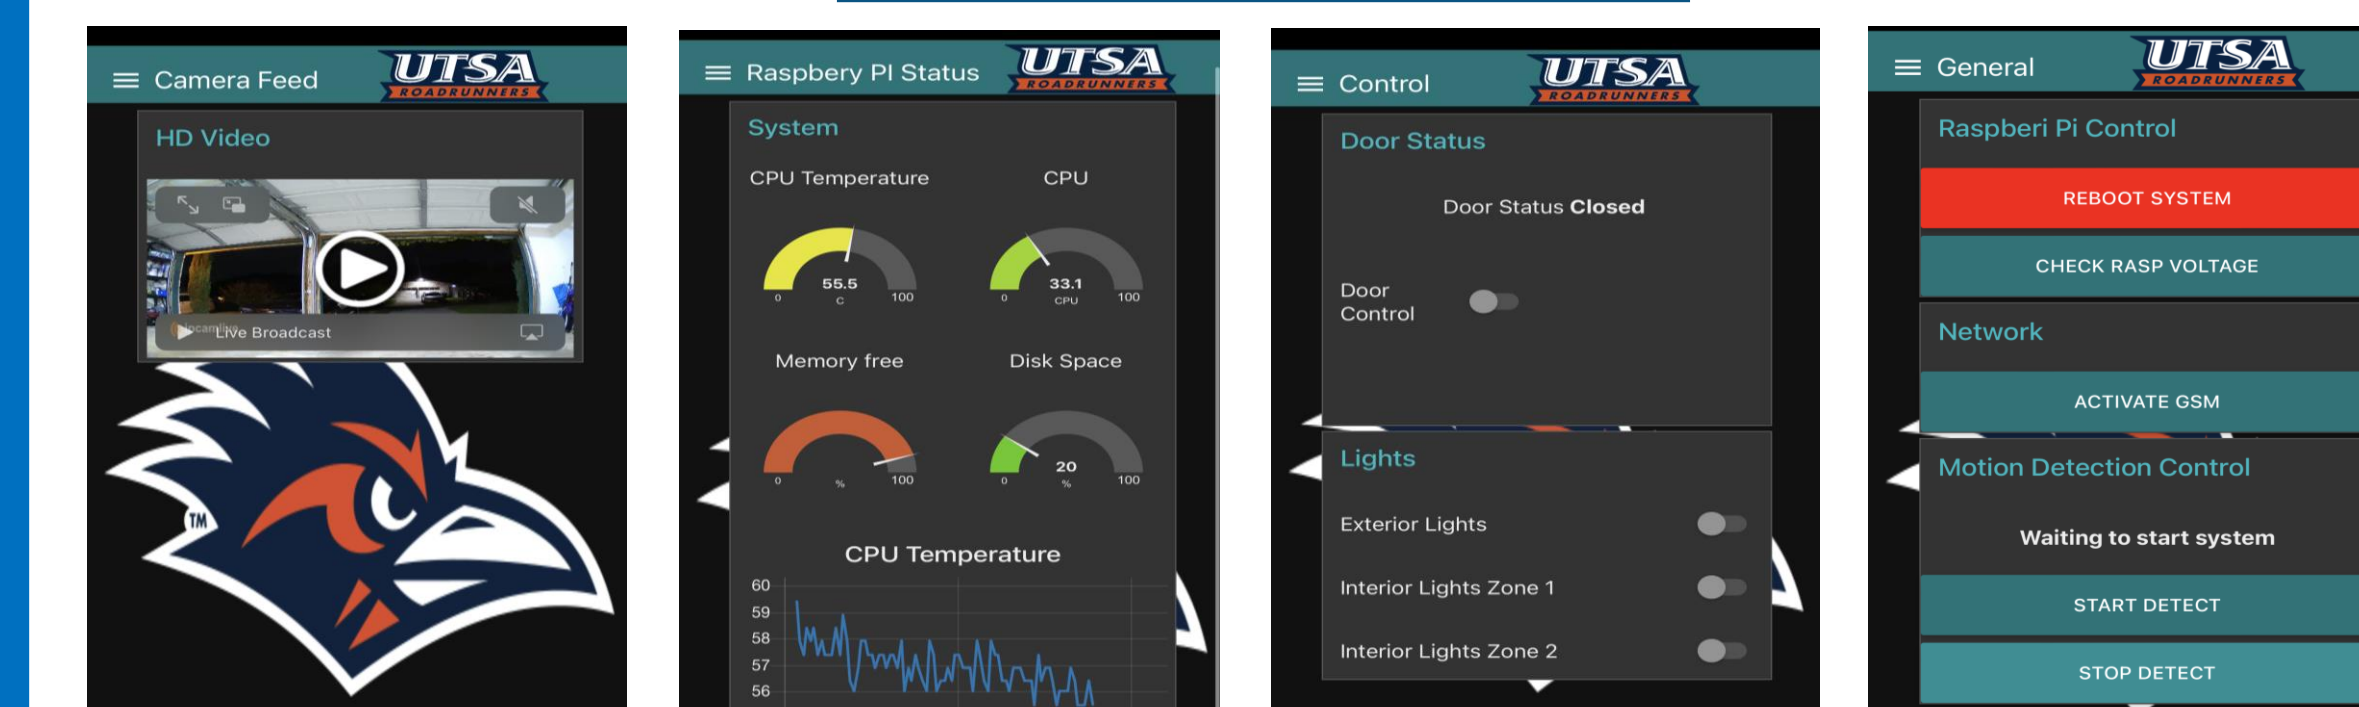 Camera Feed
UTSA
ROADRUNNERS
HD Video
Live Broadcast
TM
Raspbery PI Status
UTSA
ROADRUNNERS
System
CPU Temperature
CPU
55.5
C
0
100
33.1
CPU
0
100
Memory free
Disk Space
0
%
100
20
%
0
100
CPU Temperature
60
59
58
57
56
Control
UTSA
ROADRUNNERS
Door Status
Door Status Closed
Door
Control
Lights
Exterior Lights
Interior Lights Zone 1
Interior Lights Zone 2
General
UTSA
ROADRUNNERS
Raspberi Pi Control
REBOOT SYSTEM
CHECK RASP VOLTAGE
Network
ACTIVATE GSM
Motion Detection Control
Waiting to start system
START DETECT
STOP DETECT